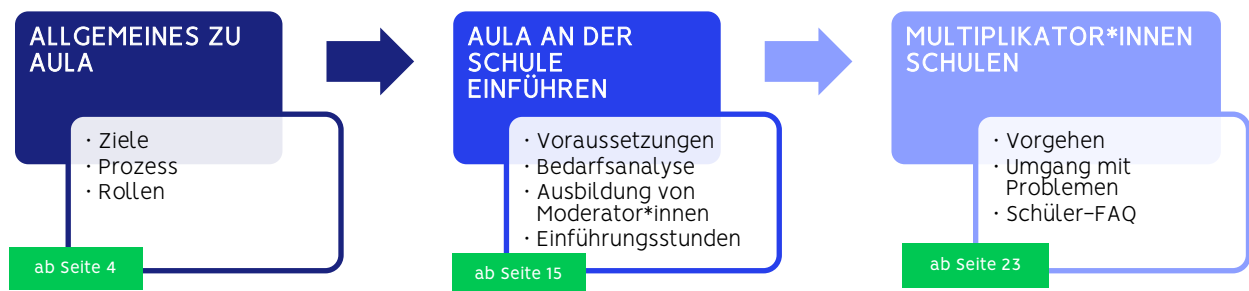 ALLGEMEINES ZU
AULA
· Ziele
· Prozess
· Rollen
ab Seite 4
AULA AN DER
SCHULE
EINFÜHREN
· Voraussetzungen
· Bedarfsanalyse
· Ausbildung von
Moderator*innen
· Einführungsstunden
ab Seite 15
MULTIPLIKATOR*INNEN
SCHULEN
· Vorgehen
· Umgang mit
Problemen
· Schüler-FAQ
ab Seite 23